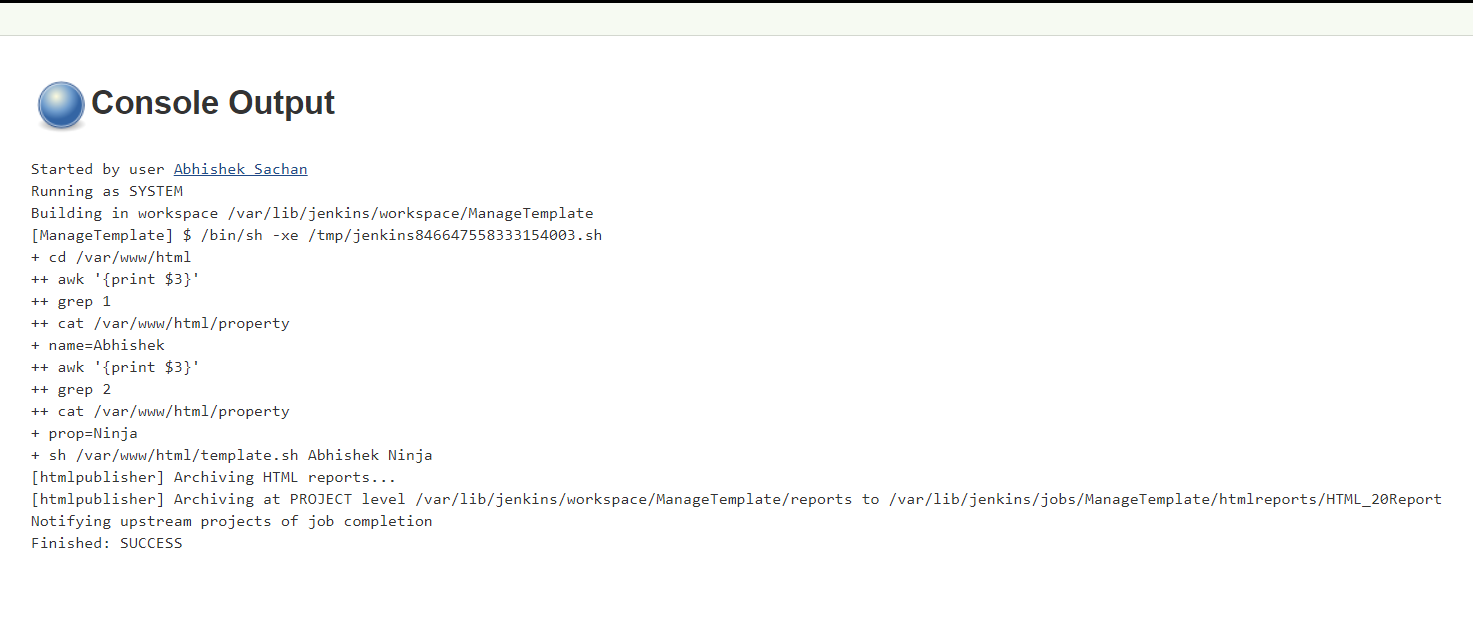 Console Output
Started by user Abhishek Sachan
Running as SYSTEM
Building in workspace /var/lib/jenkins/workspace/ManageTemplate
[ManageTemplate] $ /bin/sh -xe /tmp/jenkins846647558333154003.sh
+ cd /var/www/html
++ awk '{print $3}'
++ grep 1
++ cat /var/www/html/property
+ name=Abhishek
++ awk '{print $3}'
++ grep 2
++ cat /var/www/html/property
+ prop=Ninja
+ sh /var/www/html/template.sh Abhishek Ninja
[htmlpublisher] Archiving HTML reports...
[htmlpublisher] Archiving at PROJECT level /var/lib/jenkins/workspace/ManageTemplate/reports to /var/lib/jenkins/jobs/ManageTemplate/htmlreports/HTML_20Report
Notifying upstream projects of job completion
Finished: SUCCESS